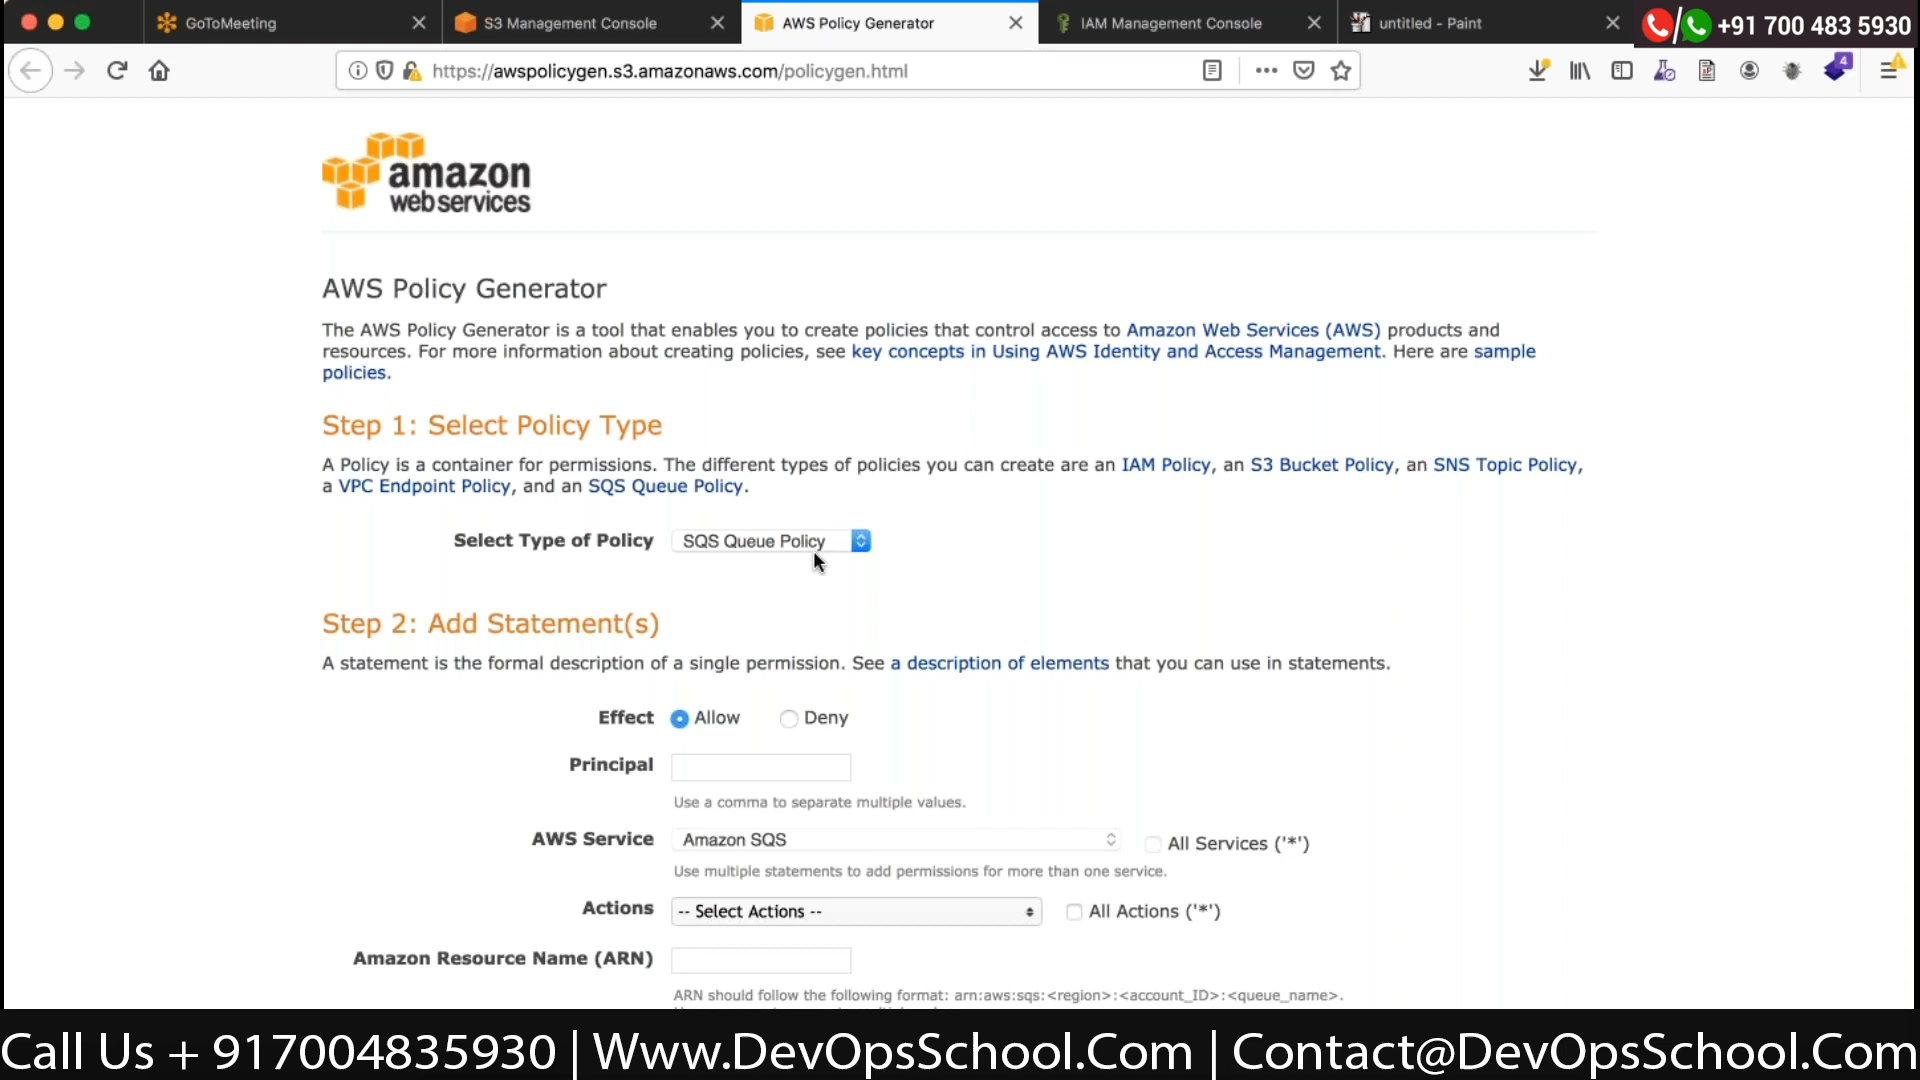 GoToMeeting
S3 Management Console
AWS Policy Generator
IAM Management Console
untitled - Paint
+91 700 483 5930
https://awspolicygen.s3.amazonaws.com/policygen.html
4
amazon
webservices
AWS Policy Generator
The AWS Policy Generator is a tool that enables you to create policies that control access to Amazon Web Services (AWS) products and
resources. For more information about creating policies, see key concepts in Using AWS Identity and Access Management. Here are sample
policies.
Step 1: Select Policy Type
A Policy is a container for permissions. The different types of policies you can create are an IAM Policy, an S3 Bucket Policy, an SNS Topic Policy,
a VPC Endpoint Policy, and an SQS Queue Policy.
Select Type of Policy SQS Queue Policy
Step 2: Add Statement(s)
A statement is the formal description of a single permission. See a description of elements that you can use in statements.
Effect Allow Deny
Principal
Use a comma to separate multiple values.
AWS Service Amazon SQS All Services ('*')
Use multiple statements to add permissions for more than one service.
Actions -- Select Actions -- All Actions ('*')
Amazon Resource Name (ARN)
ARN should follow the following format: arn:aws:sqs:<region>:<account_ID>:<queue_name>.
Call Us + 917004835930 | Www.DevOpsSchool.Com | Contact@DevOpsSchool.Com